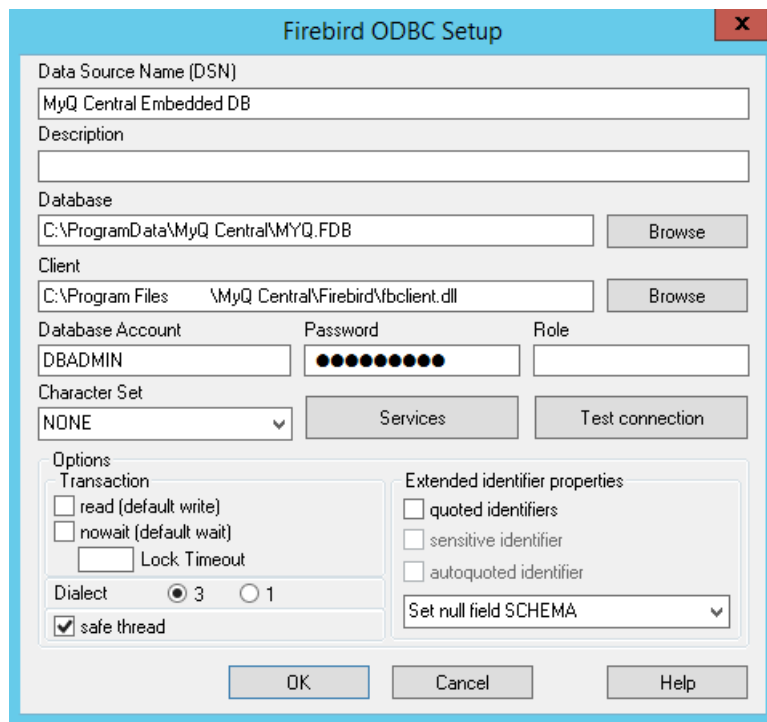 Firebird ODBC Setup
x
Data Source Name (DSN)
MyQ Central Embedded DB
Description
Database
C:\ProgramData\MyQ Central\MYQ.FDB
Browse
Client
C:\Program Files \MyQ Central\Firebird\fbclient.dll
Browse
Database Account Password Role
DBADMIN ●●●●●●●●●
Character Set
NONE Services Test connection
Options
Transaction Extended identifier properties
read (default write) quoted identifiers
nowait (default wait) sensitive identifier
Lock Timeout autoquoted identifier
Dialect 3 1 Set null field SCHEMA
safe thread
OK Cancel Help